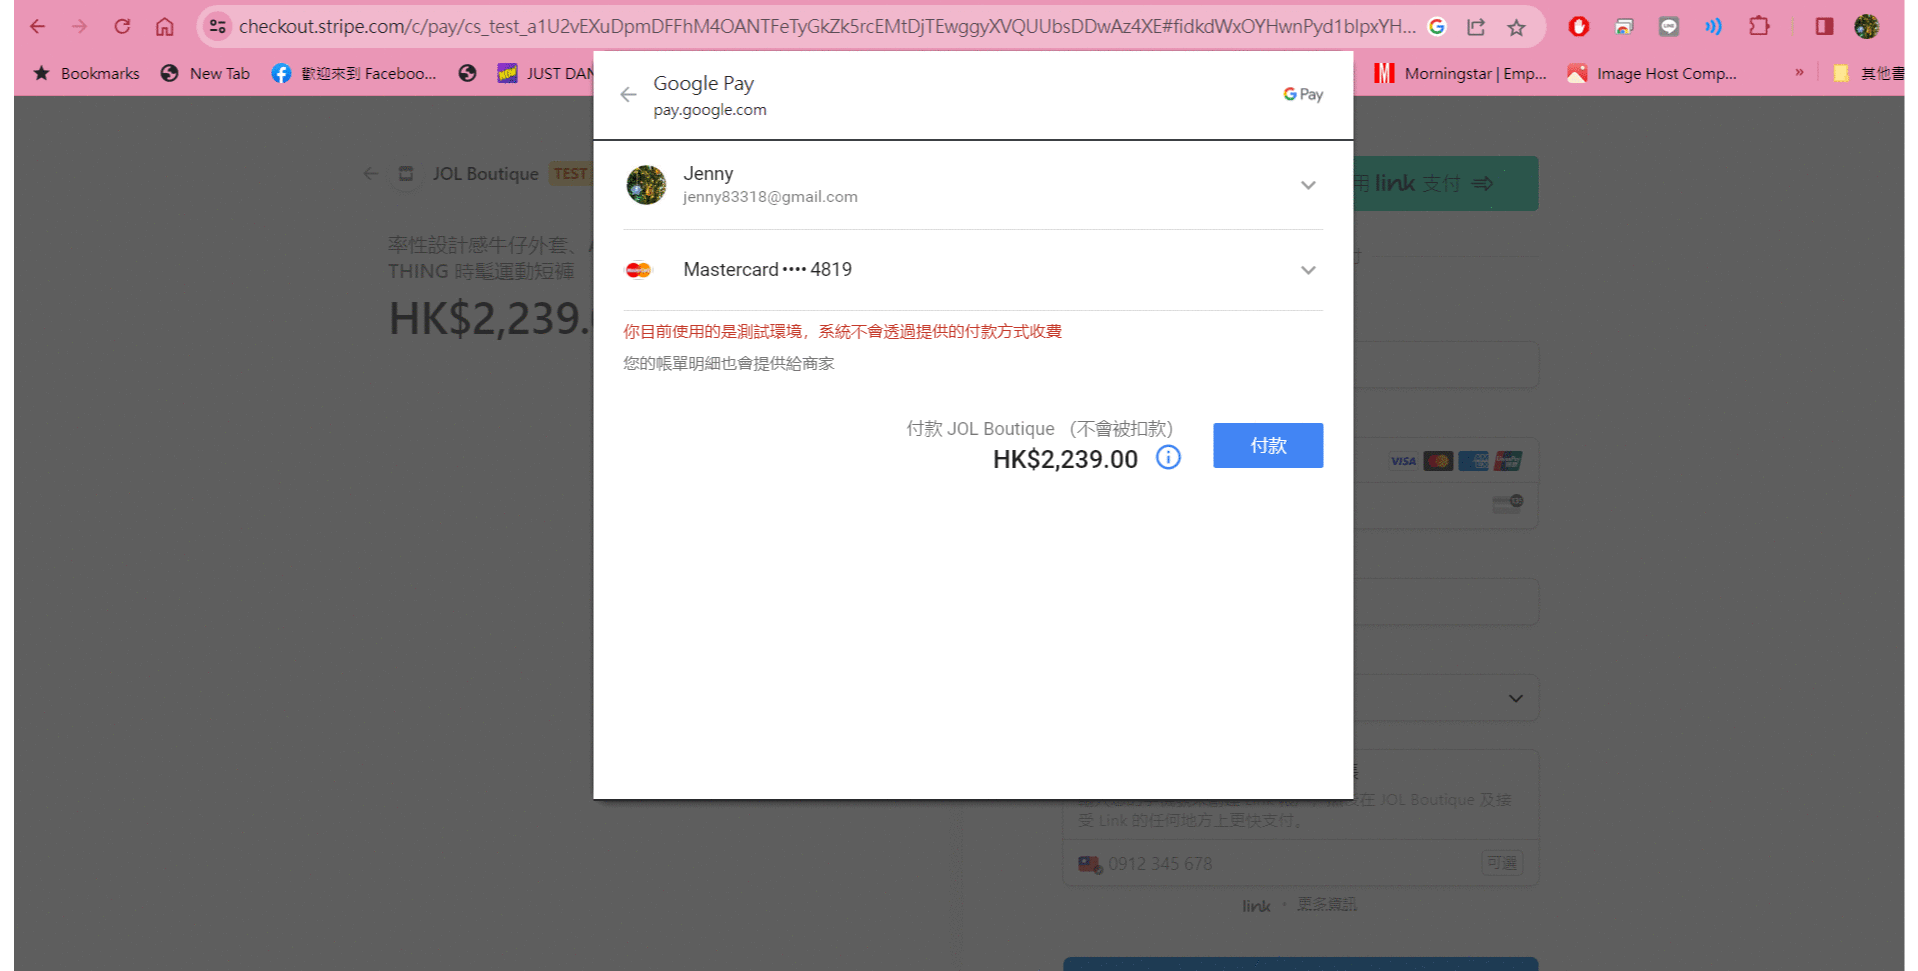 checkout.stripe.com/c/pay/cs_test_a1U2vEXuDpmDFFhM4OANTFeTyGkZk5rcEMtDjTEwggyXVQUUbsDDwAz4XE#fidkdWxOYHwnPyd1blpxYH...
Bookmarks New Tab 歡迎來到 Faceboo... JUST DAN Morningstar | Emp... Image Host Comp... » 其他書
Google Pay
pay.google.com
G Pay
JOL Boutique TEST
用 link 支付
Jenny
jenny83318@gmail.com
率性設計感牛仔外套、
THING 時髦運動短褲
HK$2,239.
Mastercard •••• 4819
你目前使用的是測試環境，系統不會透過提供的付款方式收費
您的帳單明細也會提供給商家
付款 JOL Boutique （不會被扣款）
HK$2,239.00
付款
VISA
在 JOL Boutique 及接
受 Link 的任何地方上更快支付。
0912 345 678 可選
link • 更多資訊